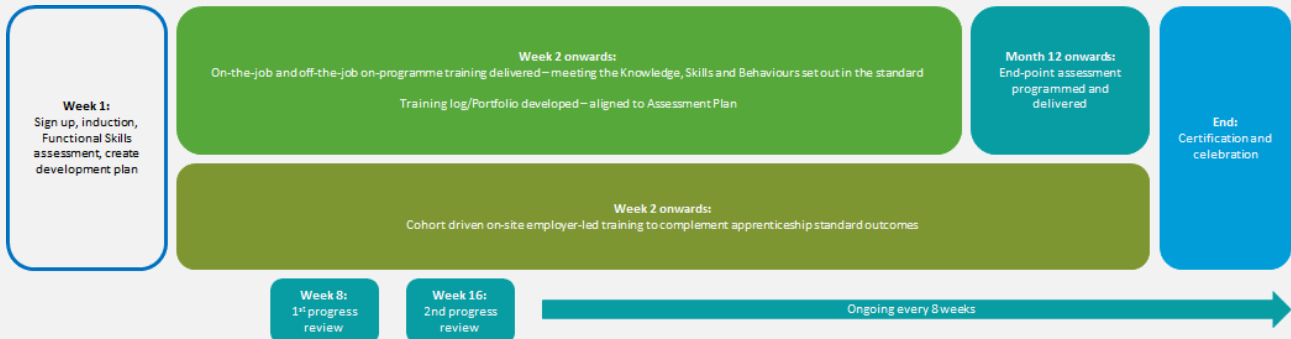 Week 1:
Sign up, induction,
Functional Skills
assessment, create
development plan
Week 2 onwards:
On-the-job and off-the-job on-programme training delivered – meeting the Knowledge, Skills and Behaviours set out in the standard
Training log/Portfolio developed – aligned to Assessment Plan
Month 12 onwards:
End-point assessment
programmed and
delivered
End:
Certification and
celebration
Week 2 onwards:
Cohort driven on-site employer-led training to complement apprenticeship standard outcomes
Week 8:
1st progress
review
Week 16:
2nd progress
review
Ongoing every 8 weeks